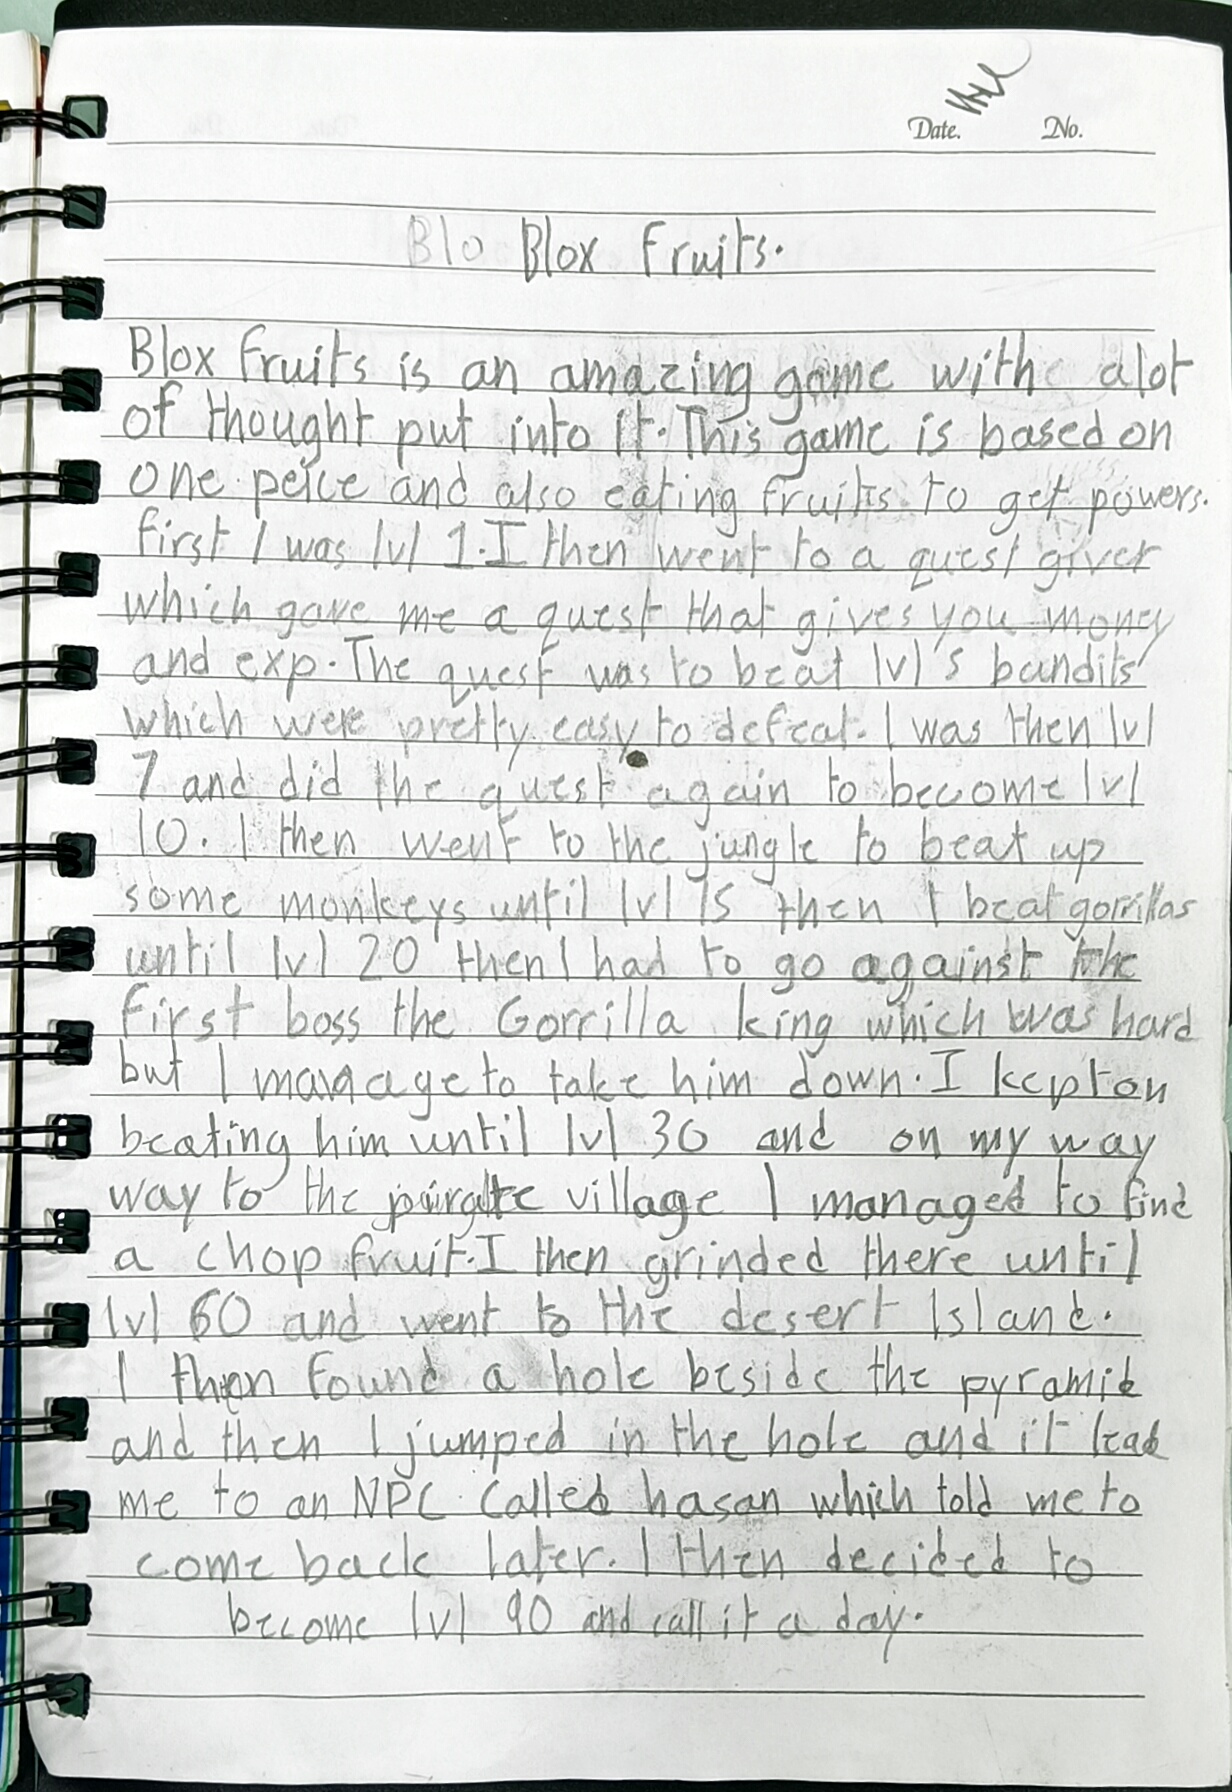 Date. No.
Blo Blox fruits.
Blox fruits is an amazing game with alot
of thought put into it. This game is based on
one peice and also eating fruits to get powers.
first I was lvl 1. I then went to a quest giver
which gave me a quest that gives you money
and exp. The quest was to beat lvl 5 bandits
which were pretty easy to defeat. I was then lvl
7 and did the quest again to become lvl
10. I then went to the jungle to beat up
some monkeys until lvl 15 then I beat gorrillas
until lvl 20 then I had to go against the
first boss the Gorrilla king which was hard
but I manage to take him down. I kept on
beating him until lvl 30 and on my way
way to the pirate village I managed to find
a chop fruit. I then grinded there until
lvl 60 and went to the desert Island.
I then found a hole beside the pyramid
and then I jumped in the hole and it lead
me to an NPC called hasan which told me to
come back later. I then decided to
become lvl 90 and call it a day.